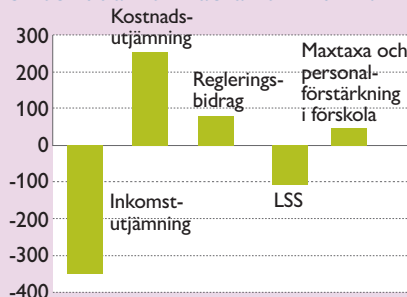 Kostnads-
utjämning
Reglerings-
bidrag
Maxtaxa och
personal-
förstärkning
i förskola
300
200
100
0
-100
-200
-300
-400
Inkomst-
utjämning
LSS